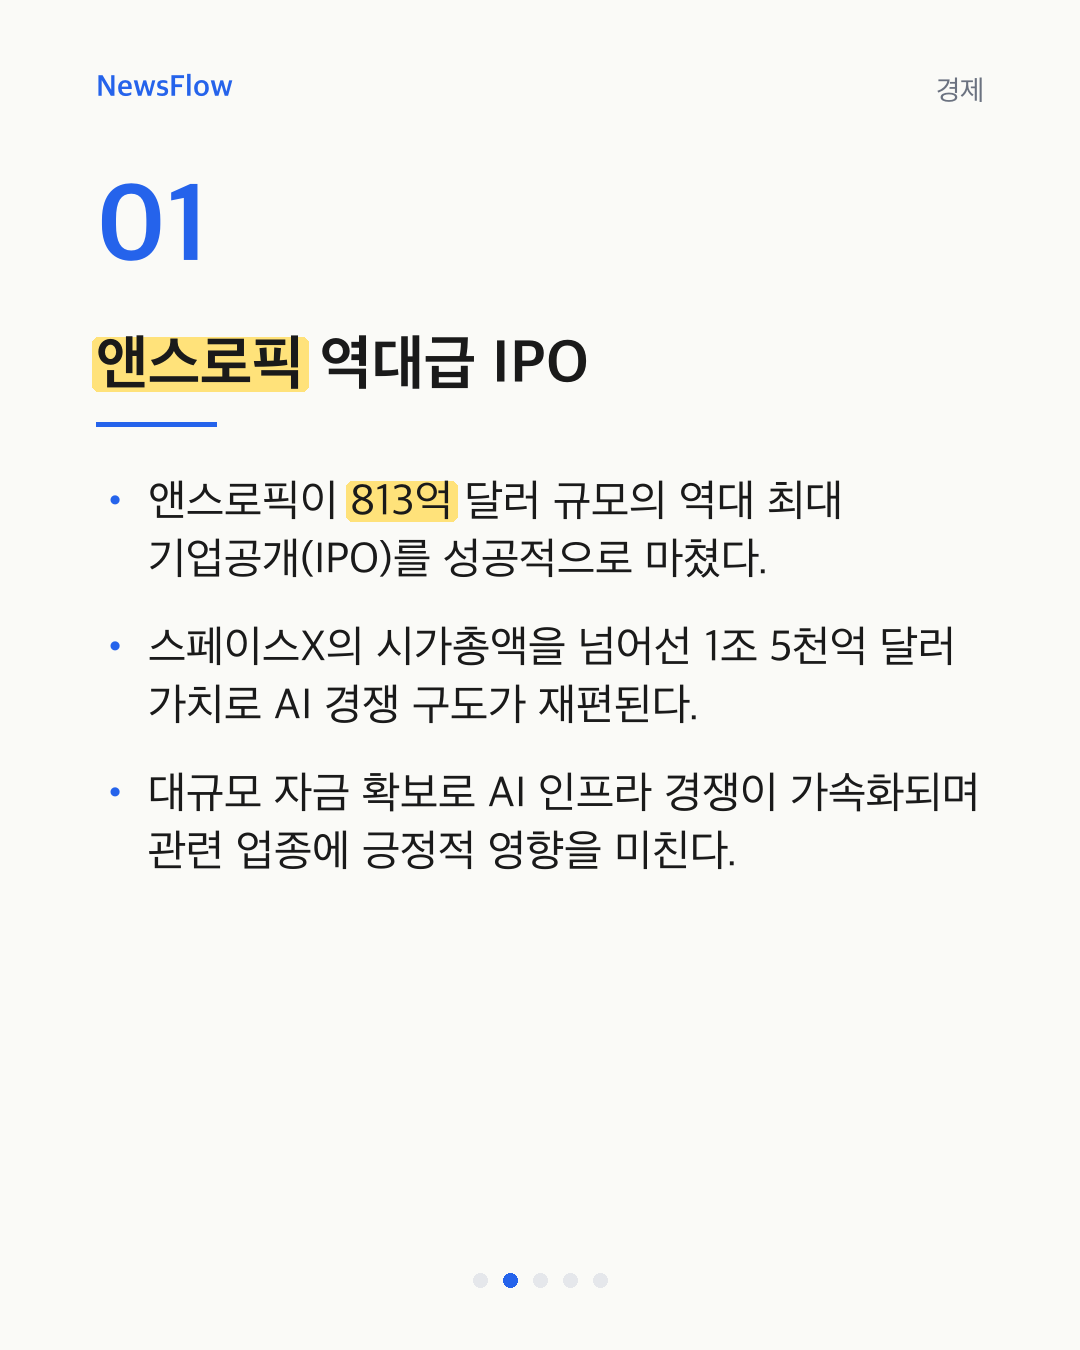 NewsFlow
경제
01
앤스로픽 역대급 IPO
• 앤스로픽이 813억 달러 규모의 역대 최대
기업공개(IPO)를 성공적으로 마쳤다.
• 스페이스X의 시가총액을 넘어선 1조 5천억 달러
가치로 AI 경쟁 구도가 재편된다.
• 대규모 자금 확보로 AI 인프라 경쟁이 가속화되며
관련 업종에 긍정적 영향을 미친다.